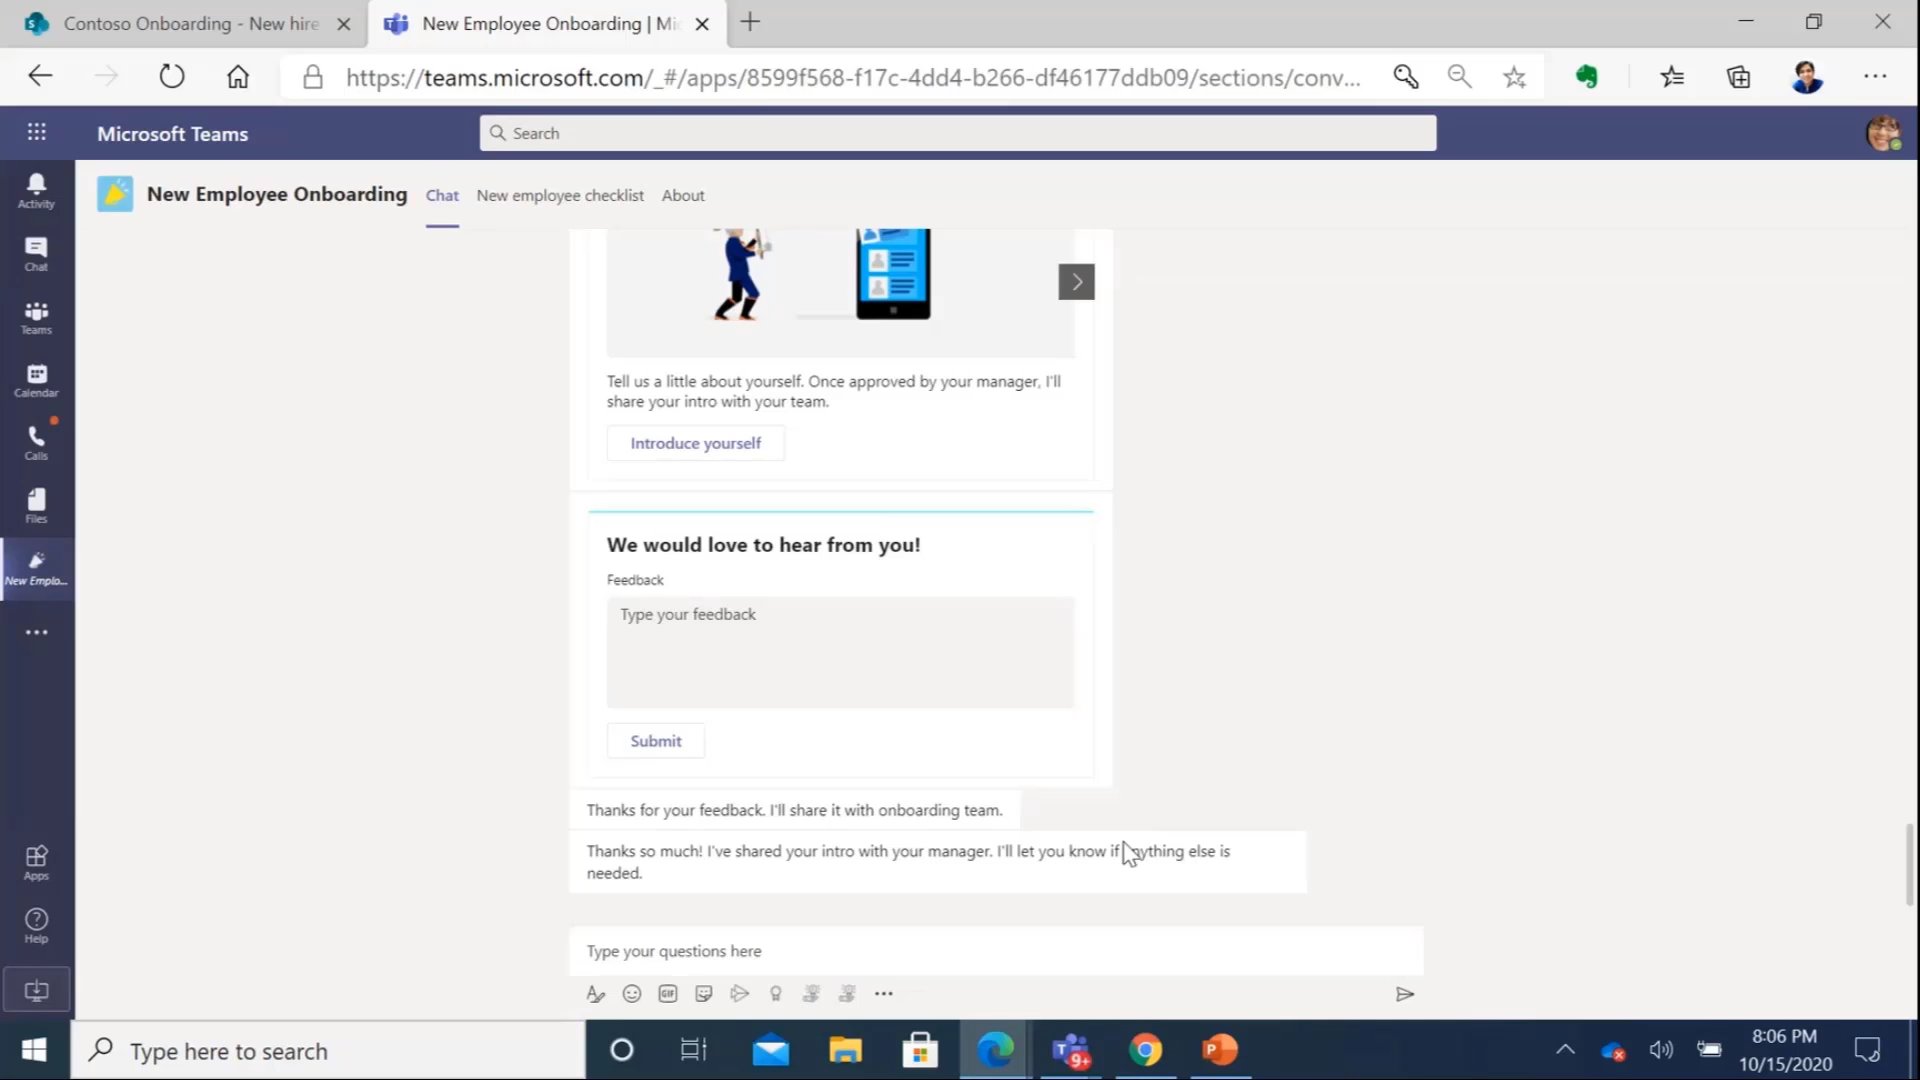 Contoso Onboarding - New hire
New Employee Onboarding | Mi
https://teams.microsoft.com/_#/apps/8599f568-f17c-4dd4-b266-df46177ddb09/sections/conv...
Microsoft Teams
Search
New Employee Onboarding
Chat
New employee checklist
About
Activity
Chat
Teams
Calendar
Calls
Files
New Emplo...
Apps
Help
Tell us a little about yourself. Once approved by your manager, I'll
share your intro with your team.
Introduce yourself
We would love to hear from you!
Feedback
Type your feedback
Submit
Thanks for your feedback. I'll share it with onboarding team.
Thanks so much! I've shared your intro with your manager. I'll let you know if anything else is
needed.
Type your questions here
GIF
Type here to search
9+
8:06 PM
10/15/2020